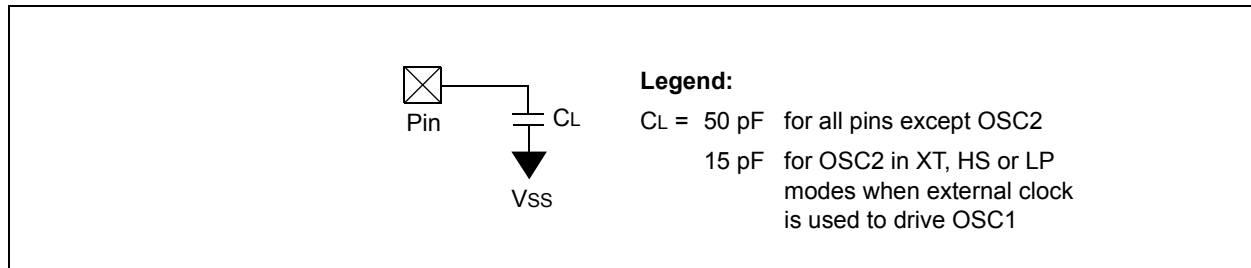 Legend:
Pin
CL
VSS
CL = 50 pF for all pins except OSC2
15 pF for OSC2 in XT, HS or LP
modes when external clock
is used to drive OSC1